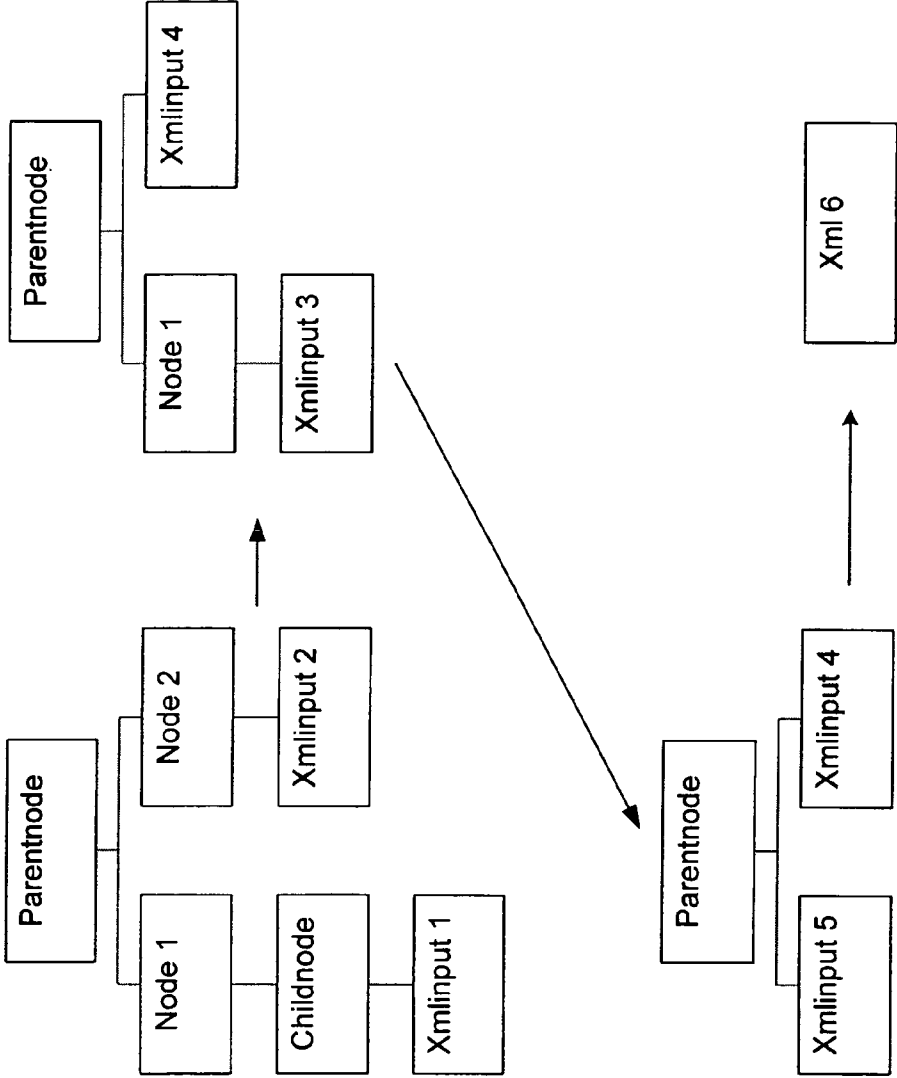 Parentnode
Node 1
Node 2
Childnode
Xmlinput 2
Xmlinput 1
Parentnode
Node 1
Xmlinput 4
Xmlinput 3
Parentnode
Xmlinput 5
Xmlinput 4
Xml 6